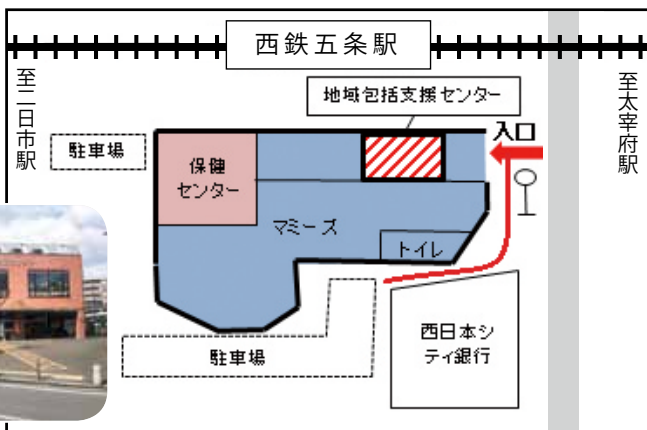 西鉄五条駅
至二日市駅
至太宰府駅
地域包括支援センター
入口
駐車場
保健
センター
マミーズ
トイレ
西日本シ
ティ銀行
駐車場